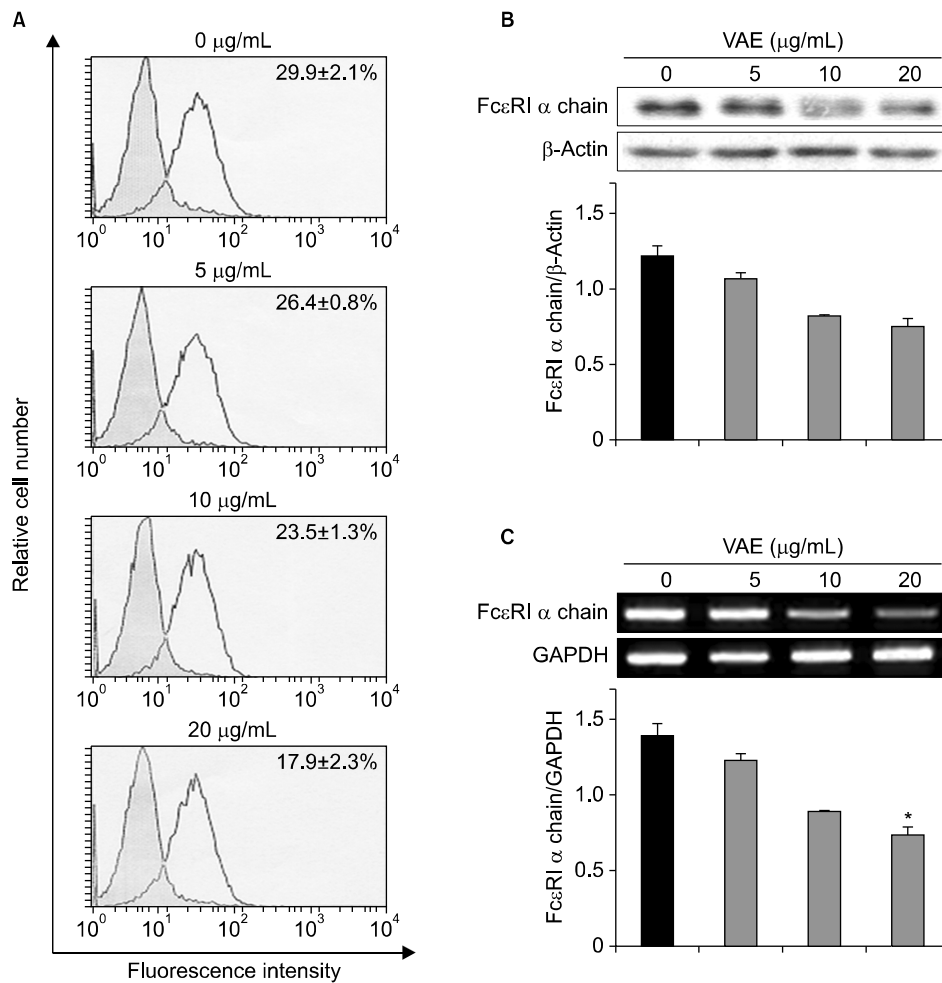 A
0 μg/mL
29.9±2.1%
10⁰ 10¹ 10² 10³ 10⁴
5 μg/mL
26.4±0.8%
10⁰ 10¹ 10² 10³ 10⁴
10 μg/mL
23.5±1.3%
10⁰ 10¹ 10² 10³ 10⁴
20 μg/mL
17.9±2.3%
10⁰ 10¹ 10² 10³ 10⁴
Relative cell number
Fluorescence intensity
B
VAE (μg/mL)
0 5 10 20
FcεRI α chain
β-Actin
FcεRI α chain/β-Actin
1.5
1.0
0.5
0
C
VAE (μg/mL)
0 5 10 20
FcεRI α chain
GAPDH
FcεRI α chain/GAPDH
1.5
1.0
0.5
0
*